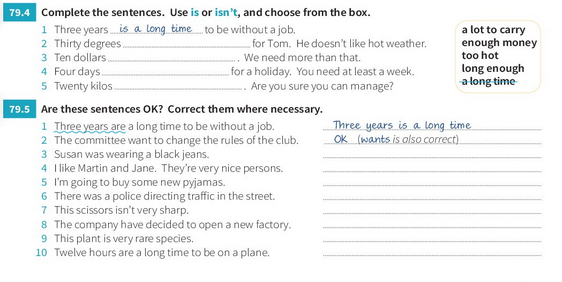 79.4 Complete the sentences. Use is or isn't, and choose from the box.
1 Three years is a long time to be without a job.
2 Thirty degrees for Tom. He doesn't like hot weather.
3 Ten dollars . We need more than that.
4 Four days for a holiday. You need at least a week.
5 Twenty kilos . Are you sure you can manage?
a lot to carry
enough money
too hot
long enough
a long time
79.5 Are these sentences OK? Correct them where necessary.
1 Three years are a long time to be without a job. Three years is a long time
2 The committee want to change the rules of the club. OK (wants is also correct)
3 Susan was wearing a black jeans.
4 I like Martin and Jane. They're very nice persons.
5 I'm going to buy some new pyjamas.
6 There was a police directing traffic in the street.
7 This scissors isn't very sharp.
8 The company have decided to open a new factory.
9 This plant is very rare species.
10 Twelve hours are a long time to be on a plane.